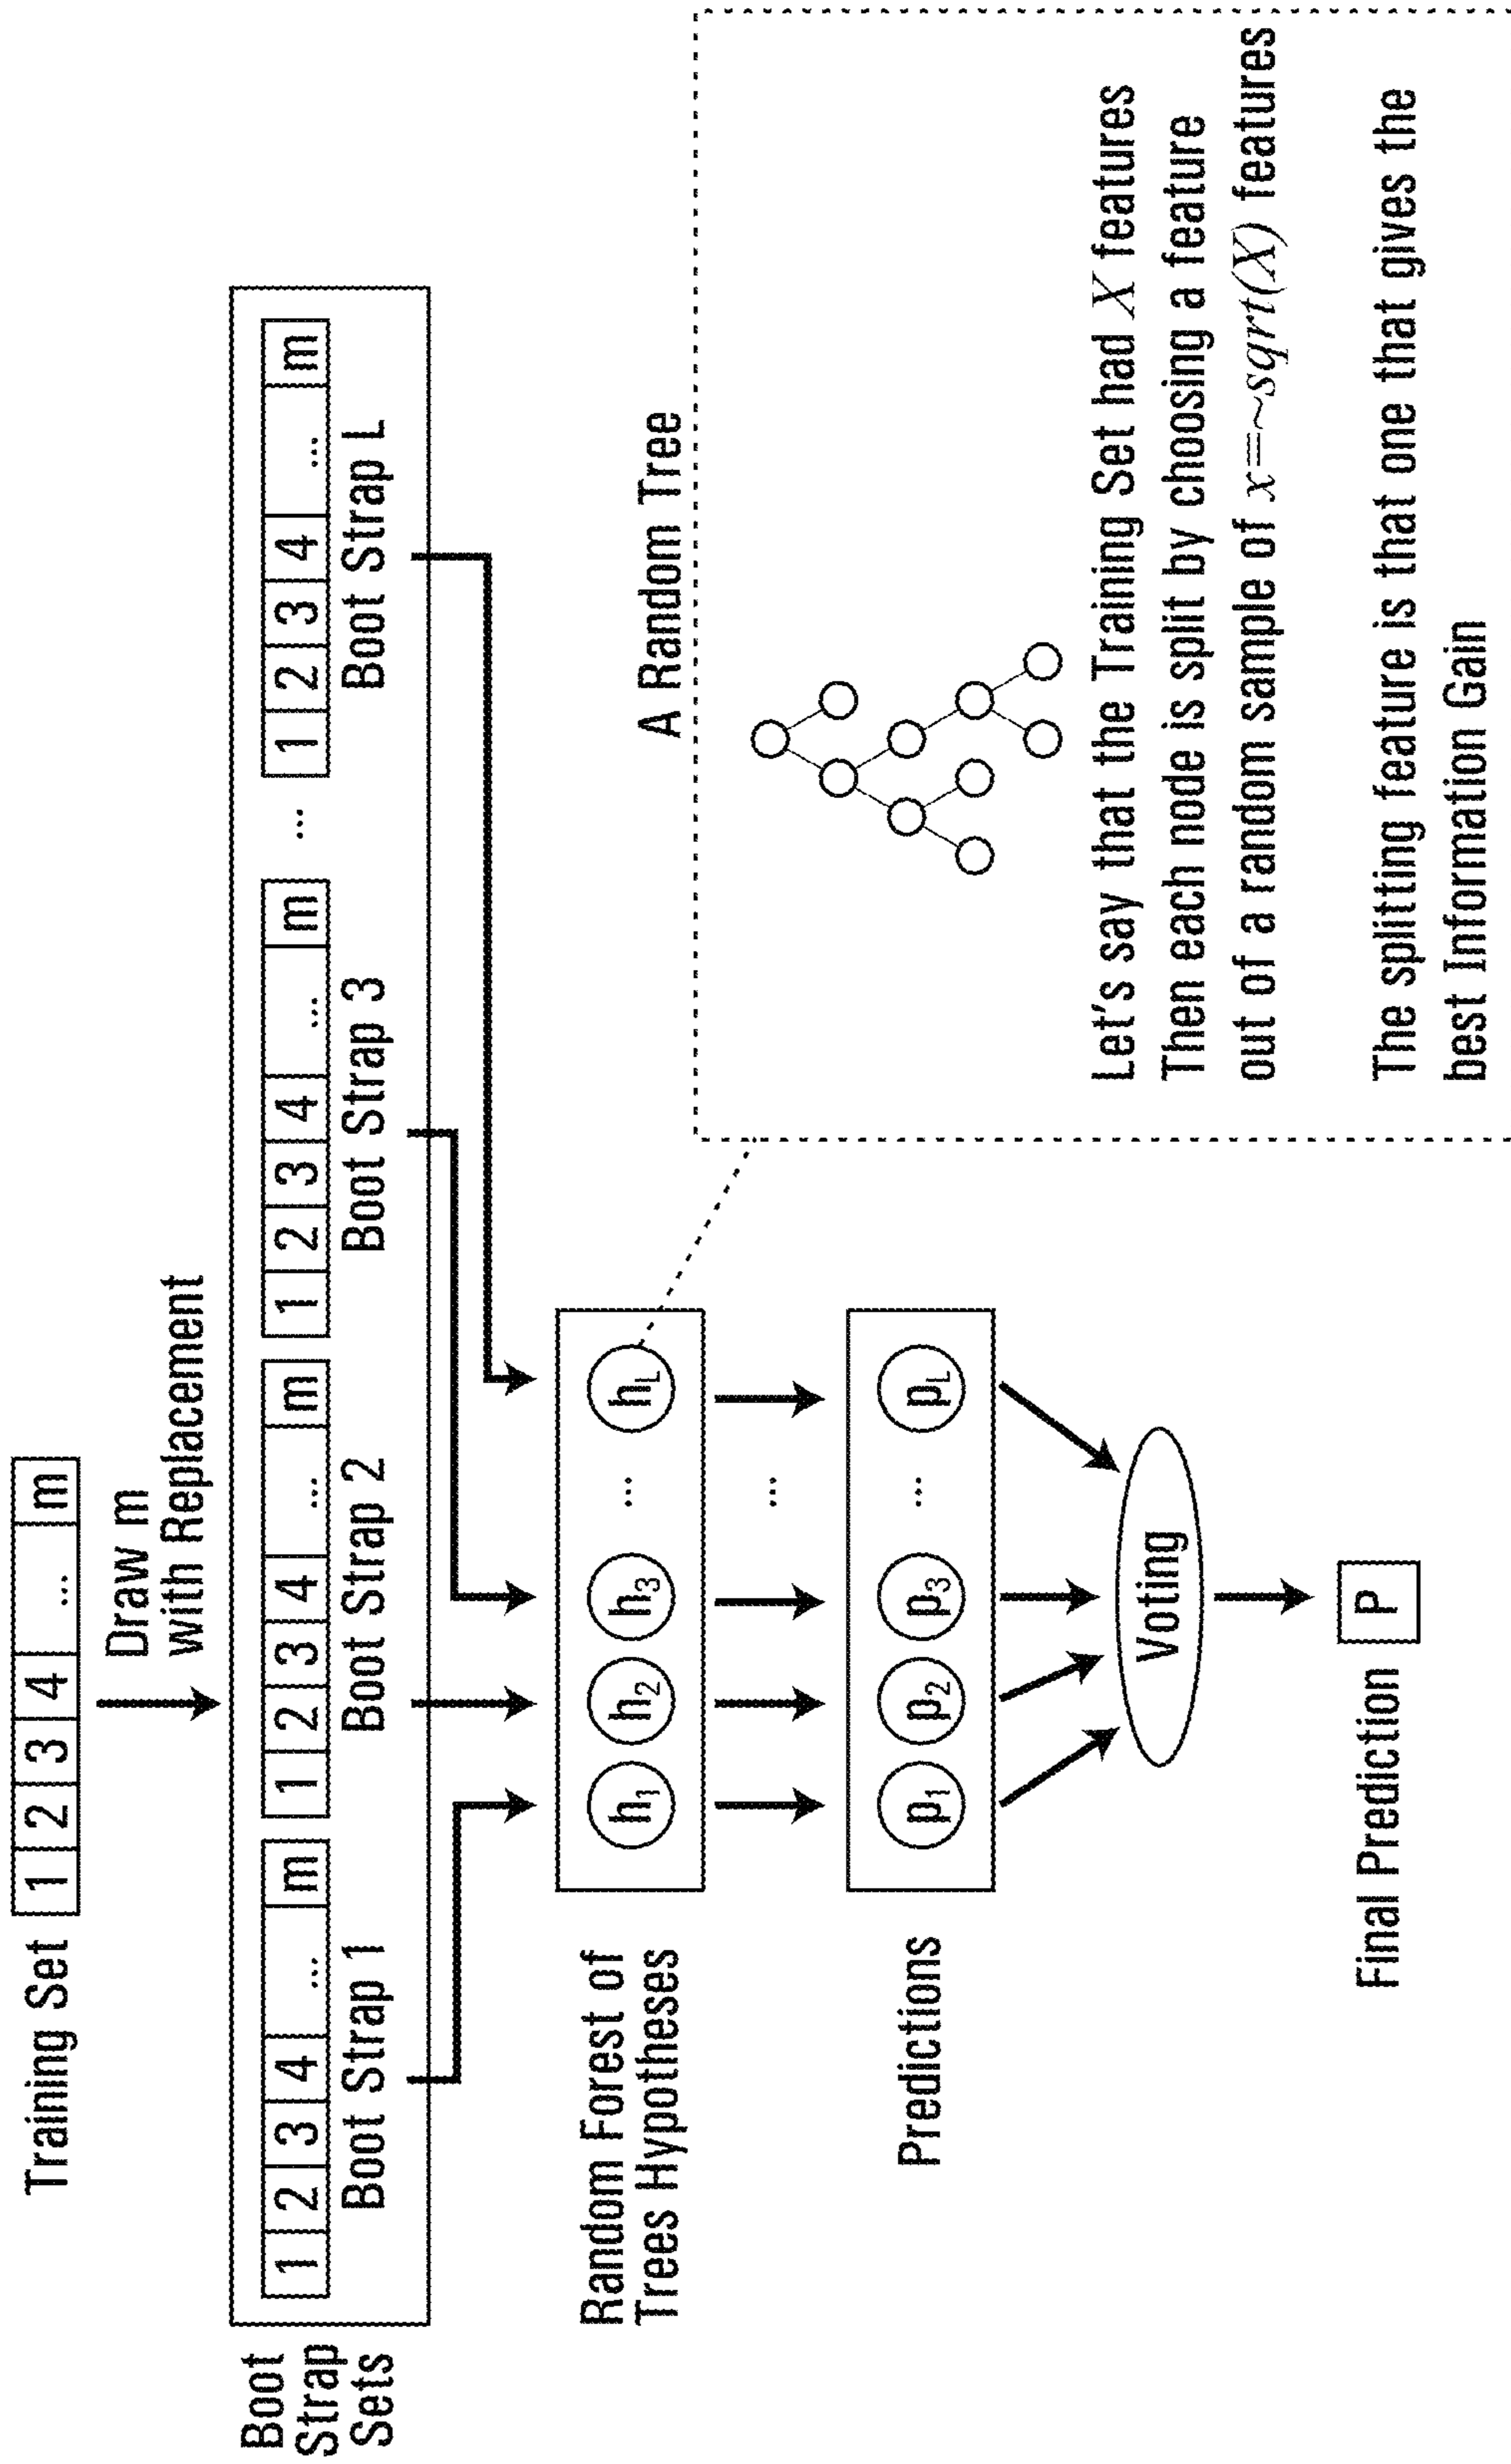 Training Set
1 2 3 4 ... m
Draw m
with Replacement
Boot
Strap
Sets
1 2 3 4 ... m
Boot Strap 1
1 2 3 4 ... m
Boot Strap 2
1 2 3 4 ... m
Boot Strap 3
...
1 2 3 4 ... m
Boot Strap L
Random Forest of
Trees Hypotheses
h1 h2 h3 ... hL
...
Predictions
p1 p2 p3 ... pL
Voting
Final Prediction
P
A Random Tree
Let's say that the Training Set had X features
Then each node is split by choosing a feature
out of a random sample of x=~sqrt(X) features
The splitting feature is that one that gives the
best Information Gain